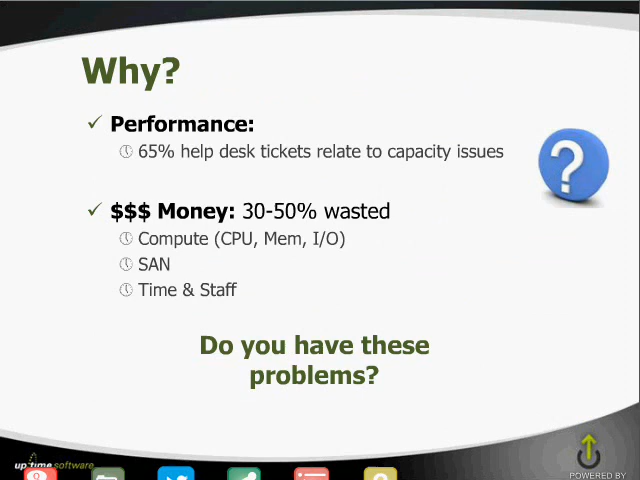 Why?
Performance:
65% help desk tickets relate to capacity issues
$$$ Money: 30-50% wasted
Compute (CPU, Mem, I/O)
SAN
Time & Staff
Do you have these
problems?
up time software
POWERED BY